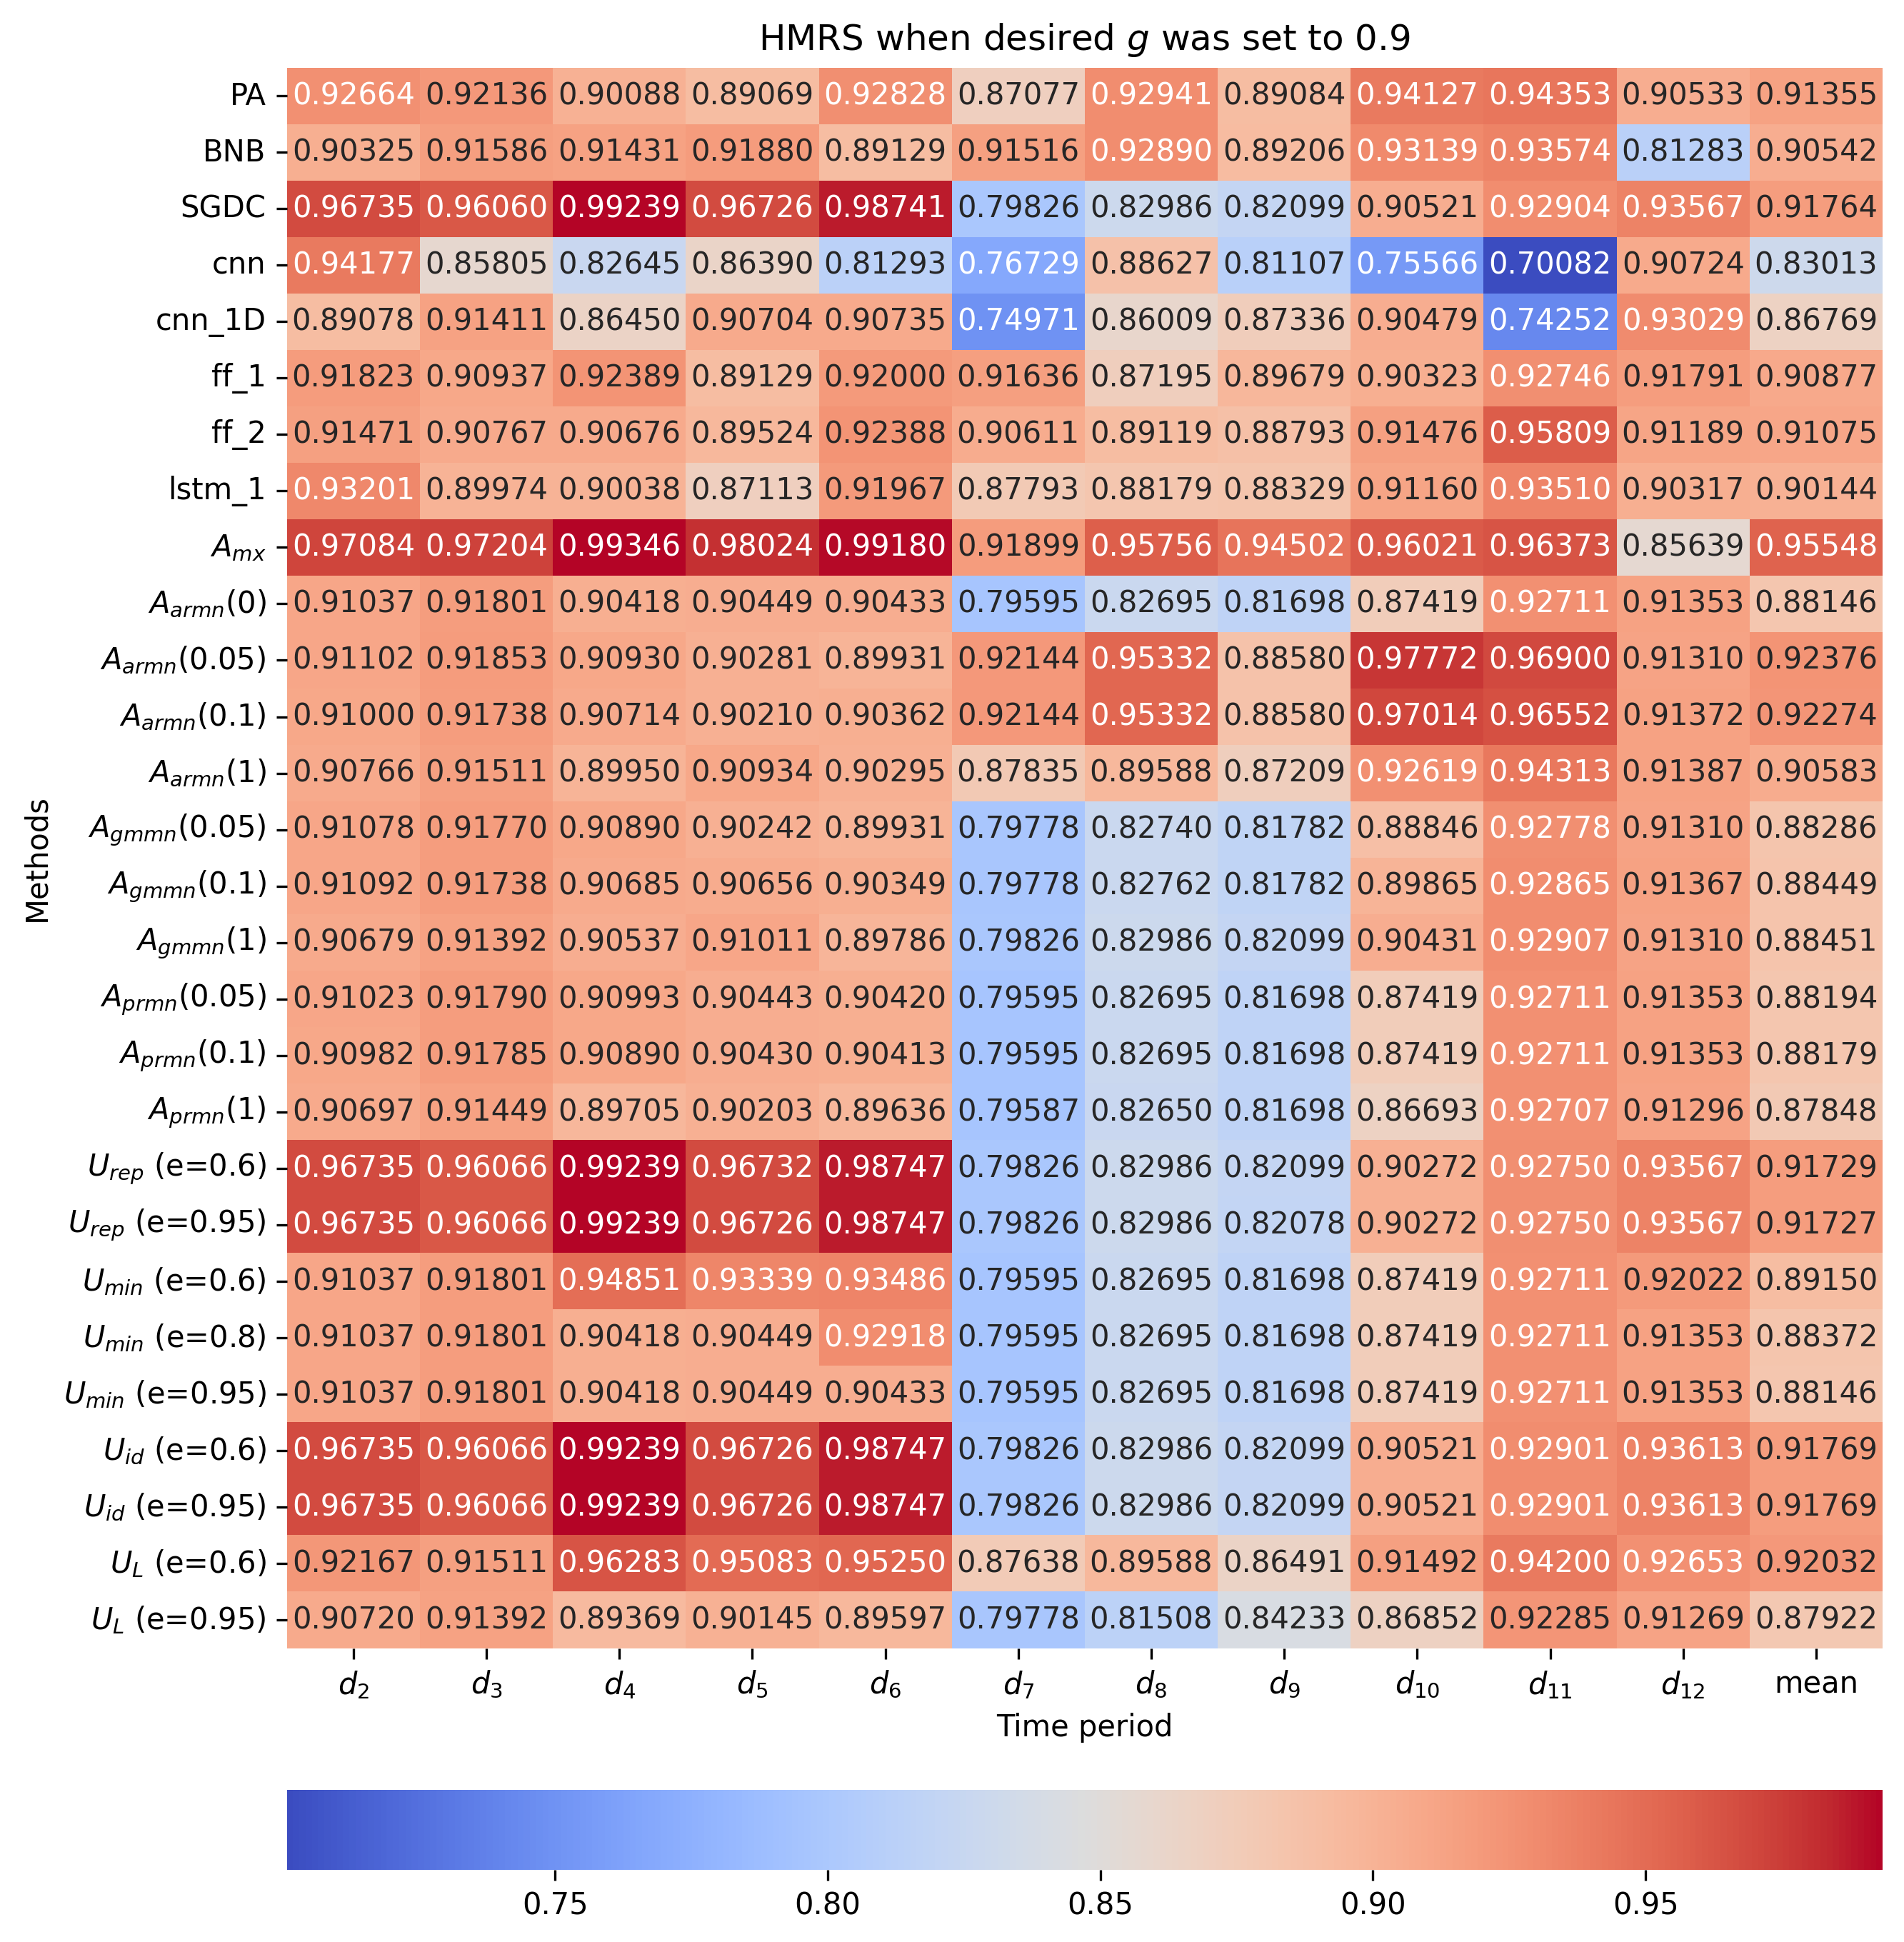 HMRS when desired g was set to 0.9
PA 0.92664 0.92136 0.90088 0.89069 0.92828 0.87077 0.92941 0.89084 0.94127 0.94353 0.90533 0.91355
BNB 0.90325 0.91586 0.91431 0.91880 0.89129 0.91516 0.92890 0.89206 0.93139 0.93574 0.81283 0.90542
SGDC 0.96735 0.96060 0.99239 0.96726 0.98741 0.79826 0.82986 0.82099 0.90521 0.92904 0.93567 0.91764
cnn 0.94177 0.85805 0.82645 0.86390 0.81293 0.76729 0.88627 0.81107 0.75566 0.70082 0.90724 0.83013
cnn_1D 0.89078 0.91411 0.86450 0.90704 0.90735 0.74971 0.86009 0.87336 0.90479 0.74252 0.93029 0.86769
ff_1 0.91823 0.90937 0.92389 0.89129 0.92000 0.91636 0.87195 0.89679 0.90323 0.92746 0.91791 0.90877
ff_2 0.91471 0.90767 0.90676 0.89524 0.92388 0.90611 0.89119 0.88793 0.91476 0.95809 0.91189 0.91075
lstm_1 0.93201 0.89974 0.90038 0.87113 0.91967 0.87793 0.88179 0.88329 0.91160 0.93510 0.90317 0.90144
A_mx 0.97084 0.97204 0.99346 0.98024 0.99180 0.91899 0.95756 0.94502 0.96021 0.96373 0.85639 0.95548
A_armn(0) 0.91037 0.91801 0.90418 0.90449 0.90433 0.79595 0.82695 0.81698 0.87419 0.92711 0.91353 0.88146
A_armn(0.05) 0.91102 0.91853 0.90930 0.90281 0.89931 0.92144 0.95332 0.88580 0.97772 0.96900 0.91310 0.92376
A_armn(0.1) 0.91000 0.91738 0.90714 0.90210 0.90362 0.92144 0.95332 0.88580 0.97014 0.96552 0.91372 0.92274
A_armn(1) 0.90766 0.91511 0.89950 0.90934 0.90295 0.87835 0.89588 0.87209 0.92619 0.94313 0.91387 0.90583
A_gmmn(0.05) 0.91078 0.91770 0.90890 0.90242 0.89931 0.79778 0.82740 0.81782 0.88846 0.92778 0.91310 0.88286
A_gmmn(0.1) 0.91092 0.91738 0.90685 0.90656 0.90349 0.79778 0.82762 0.81782 0.89865 0.92865 0.91367 0.88449
A_gmmn(1) 0.90679 0.91392 0.90537 0.91011 0.89786 0.79826 0.82986 0.82099 0.90431 0.92907 0.91310 0.88451
A_prmn(0.05) 0.91023 0.91790 0.90993 0.90443 0.90420 0.79595 0.82695 0.81698 0.87419 0.92711 0.91353 0.88194
A_prmn(0.1) 0.90982 0.91785 0.90890 0.90430 0.90413 0.79595 0.82695 0.81698 0.87419 0.92711 0.91353 0.88179
A_prmn(1) 0.90697 0.91449 0.89705 0.90203 0.89636 0.79587 0.82650 0.81698 0.86693 0.92707 0.91296 0.87848
U_rep (e=0.6) 0.96735 0.96066 0.99239 0.96732 0.98747 0.79826 0.82986 0.82099 0.90272 0.92750 0.93567 0.91729
U_rep (e=0.95) 0.96735 0.96066 0.99239 0.96726 0.98747 0.79826 0.82986 0.82078 0.90272 0.92750 0.93567 0.91727
U_min (e=0.6) 0.91037 0.91801 0.94851 0.93339 0.93486 0.79595 0.82695 0.81698 0.87419 0.92711 0.92022 0.89150
U_min (e=0.8) 0.91037 0.91801 0.90418 0.90449 0.92918 0.79595 0.82695 0.81698 0.87419 0.92711 0.91353 0.88372
U_min (e=0.95) 0.91037 0.91801 0.90418 0.90449 0.90433 0.79595 0.82695 0.81698 0.87419 0.92711 0.91353 0.88146
U_id (e=0.6) 0.96735 0.96066 0.99239 0.96726 0.98747 0.79826 0.82986 0.82099 0.90521 0.92901 0.93613 0.91769
U_id (e=0.95) 0.96735 0.96066 0.99239 0.96726 0.98747 0.79826 0.82986 0.82099 0.90521 0.92901 0.93613 0.91769
U_L (e=0.6) 0.92167 0.91511 0.96283 0.95083 0.95250 0.87638 0.89588 0.86491 0.91492 0.94200 0.92653 0.92032
U_L (e=0.95) 0.90720 0.91392 0.89369 0.90145 0.89597 0.79778 0.81508 0.84233 0.86852 0.92285 0.91269 0.87922
Methods
d_2 d_3 d_4 d_5 d_6 d_7 d_8 d_9 d_10 d_11 d_12 mean
Time period
0.75 0.80 0.85 0.90 0.95